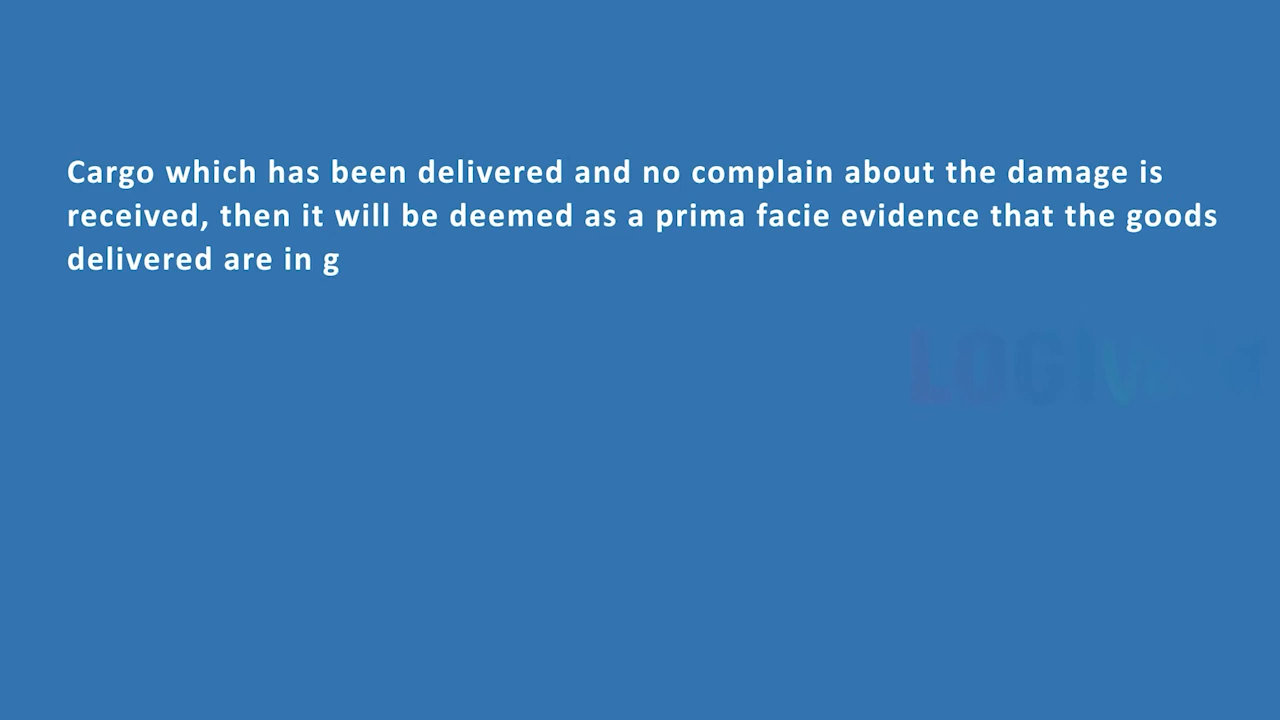 Cargo which has been delivered and no complain about the damage is
received, then it will be deemed as a prima facie evidence that the goods
delivered are in g